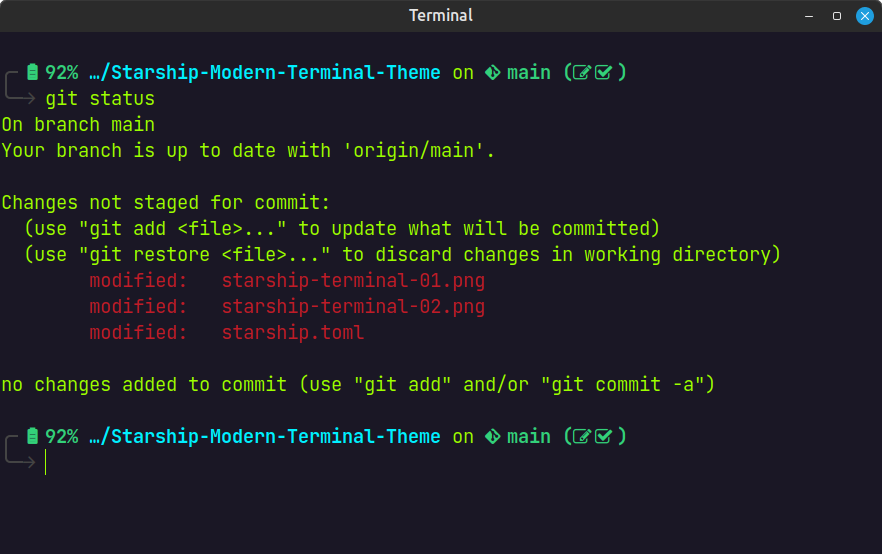 Terminal
92% …/Starship-Modern-Terminal-Theme on main ( )
git status
On branch main
Your branch is up to date with 'origin/main'.
Changes not staged for commit:
(use "git add <file>..." to update what will be committed)
(use "git restore <file>..." to discard changes in working directory)
modified: starship-terminal-01.png
modified: starship-terminal-02.png
modified: starship.toml
no changes added to commit (use "git add" and/or "git commit -a")
92% …/Starship-Modern-Terminal-Theme on main ( )